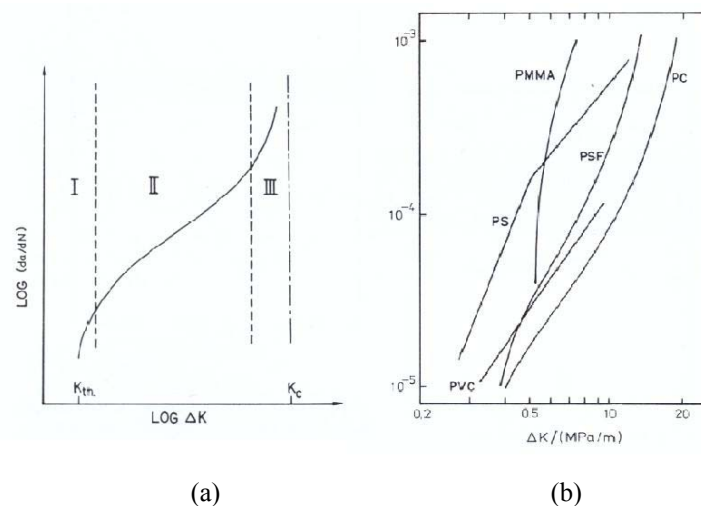 I II III
LOG (da/dN)
K_th. K_c
LOG ΔK
(a)
10⁻³
PMMA PC
PSF
10⁻⁴
PS
PVC
10⁻⁵
0.2 0.5 10 20
ΔK/(MPa/m)
(b)